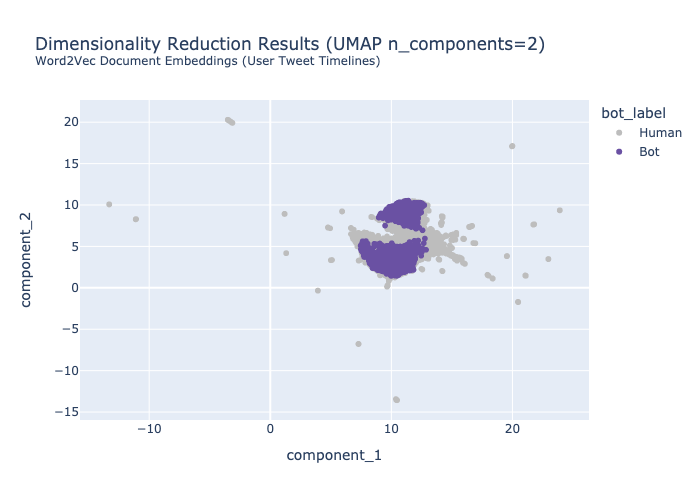 Dimensionality Reduction Results (UMAP n_components=2)
Word2Vec Document Embeddings (User Tweet Timelines)
bot_label
Human
Bot
20
15
10
5
0
−5
−10
−15
component_2
−10
0
10
20
component_1